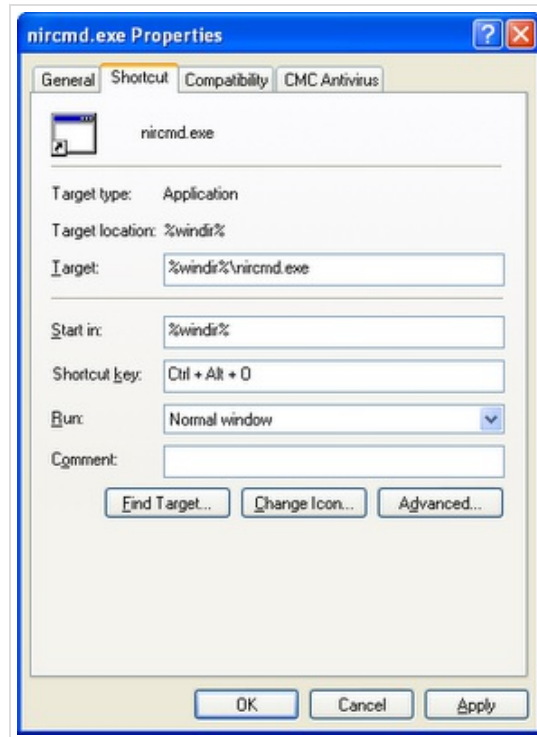 nircmd.exe Properties
General Shortcut Compatibility CMC Antivirus
nircmd.exe
Target type: Application
Target location: %windir%
Target: %windir%\nircmd.exe
Start in: %windir%
Shortcut key: Ctrl + Alt + O
Run: Normal window
Comment:
Find Target... Change Icon... Advanced...
OK Cancel Apply